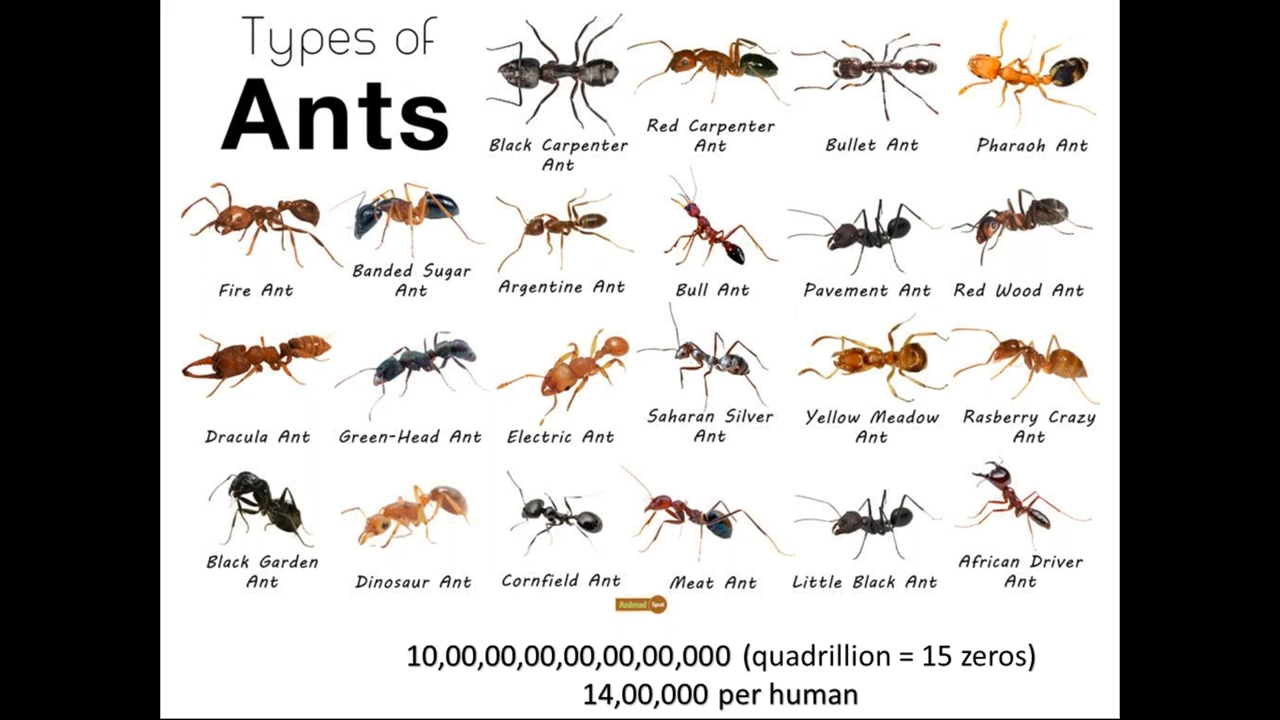 Types of
Ants
Black Carpenter
Ant
Red Carpenter
Ant
Bullet Ant
Pharaoh Ant
Fire Ant
Banded Sugar
Ant
Argentine Ant
Bull Ant
Pavement Ant
Red Wood Ant
Dracula Ant
Green-Head Ant
Electric Ant
Saharan Silver
Ant
Yellow Meadow
Ant
Rasberry Crazy
Ant
Black Garden
Ant
Dinosaur Ant
Cornfield Ant
Meat Ant
Little Black Ant
African Driver
Ant
Animal Spot
10,00,00,00,00,00,00,000 (quadrillion = 15 zeros)
14,00,000 per human